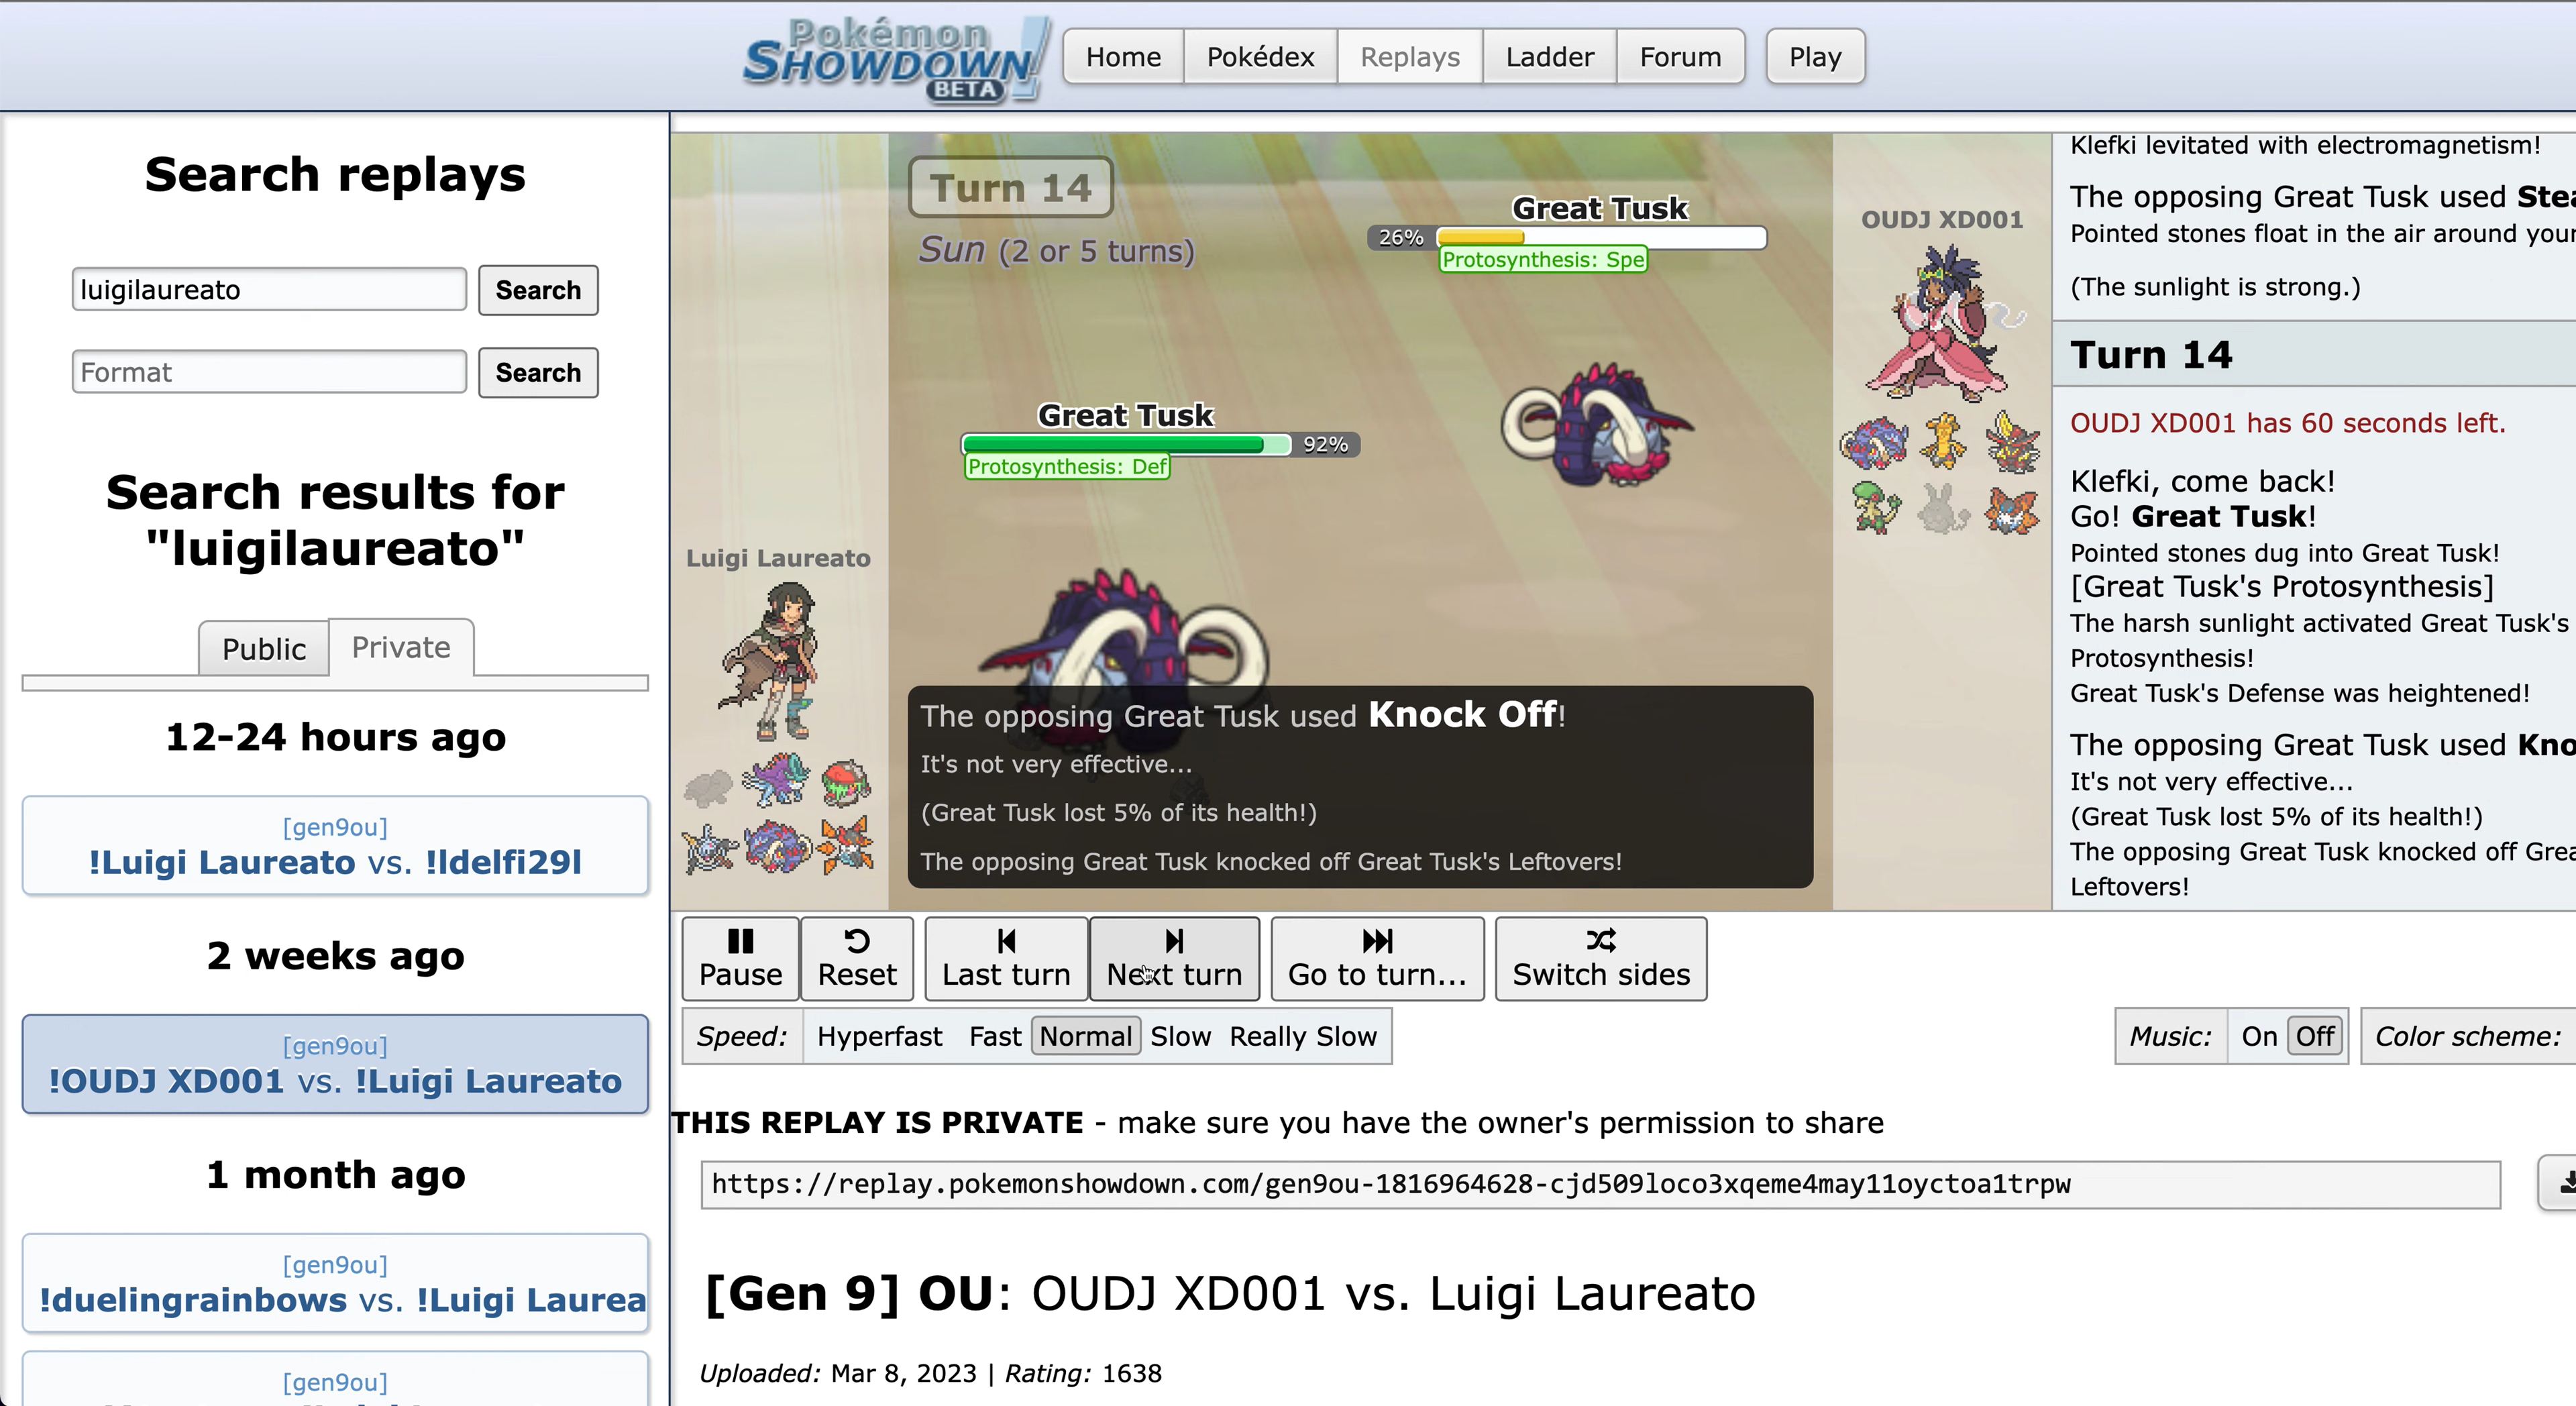 Pokémon
SHOWDOWN!
BETA
Home
Pokédex
Replays
Ladder
Forum
Play
Search replays
luigilaureato
Search
Format
Search
Search results for
"luigilaureato"
Public
Private
12-24 hours ago
[gen9ou]
!Luigi Laureato vs. !ldelfi29l
2 weeks ago
[gen9ou]
!OUDJ XD001 vs. !Luigi Laureato
1 month ago
[gen9ou]
!duelingrainbows vs. !Luigi Laurea
[gen9ou]
Turn 14
Sun (2 or 5 turns)
Great Tusk
26%
Protosynthesis: Spe
Great Tusk
92%
Protosynthesis: Def
Luigi Laureato
OUDJ XD001
The opposing Great Tusk used Knock Off!
It's not very effective...
(Great Tusk lost 5% of its health!)
The opposing Great Tusk knocked off Great Tusk's Leftovers!
Klefki levitated with electromagnetism!
The opposing Great Tusk used Stea
Pointed stones float in the air around your
(The sunlight is strong.)
Turn 14
OUDJ XD001 has 60 seconds left.
Klefki, come back!
Go! Great Tusk!
Pointed stones dug into Great Tusk!
[Great Tusk's Protosynthesis]
The harsh sunlight activated Great Tusk's
Protosynthesis!
Great Tusk's Defense was heightened!
The opposing Great Tusk used Kno
It's not very effective...
(Great Tusk lost 5% of its health!)
The opposing Great Tusk knocked off Grea
Leftovers!
Pause
Reset
Last turn
Next turn
Go to turn...
Switch sides
Speed: Hyperfast Fast Normal Slow Really Slow
Music: On Off
Color scheme:
THIS REPLAY IS PRIVATE - make sure you have the owner's permission to share
https://replay.pokemonshowdown.com/gen9ou-1816964628-cjd509loco3xqeme4may11oyctoa1trpw
[Gen 9] OU: OUDJ XD001 vs. Luigi Laureato
Uploaded: Mar 8, 2023 | Rating: 1638